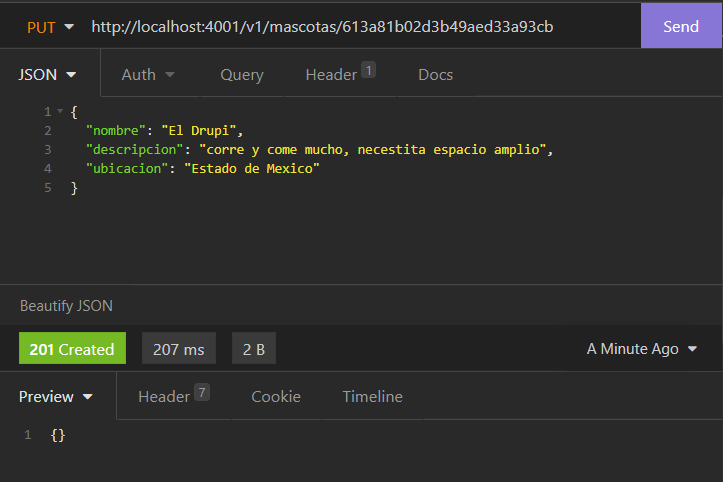 PUT http://localhost:4001/v1/mascotas/613a81b02d3b49aed33a93cb Send
JSON Auth Query Header 1 Docs
1 {
2 "nombre": "El Drupi",
3 "descripcion": "corre y come mucho, necestita espacio amplio",
4 "ubicacion": "Estado de Mexico"
5 }
Beautify JSON
201 Created 207 ms 2 B A Minute Ago
Preview Header 7 Cookie Timeline
1 {}